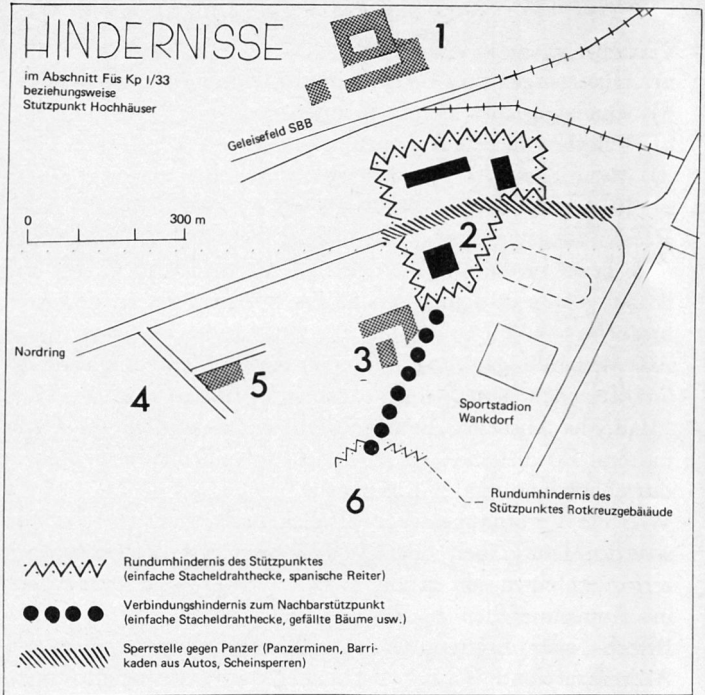 HINDERNISSE
im Abschnitt Füs Kp I/33
beziehungsweise
Stutzpunkt Hochhäuser
1
Geleisefeld SBB
0 300 m
2
Nordring
3
4
5
Sportstadion
Wankdorf
6
Rundumhindernis des
Stützpunktes Rotkreuzgebäiäude
Rundumhindernis des Stützpunktes
(einfache Stacheldrahthecke, spanische Reiter)
Verbindungshindernis zum Nachbarstützpunkt
(einfache Stacheldrahthecke, gefällte Bäume usw.)
Sperrstelle gegen Panzer (Panzerminen, Barri-
kaden aus Autos, Scheinsperren)